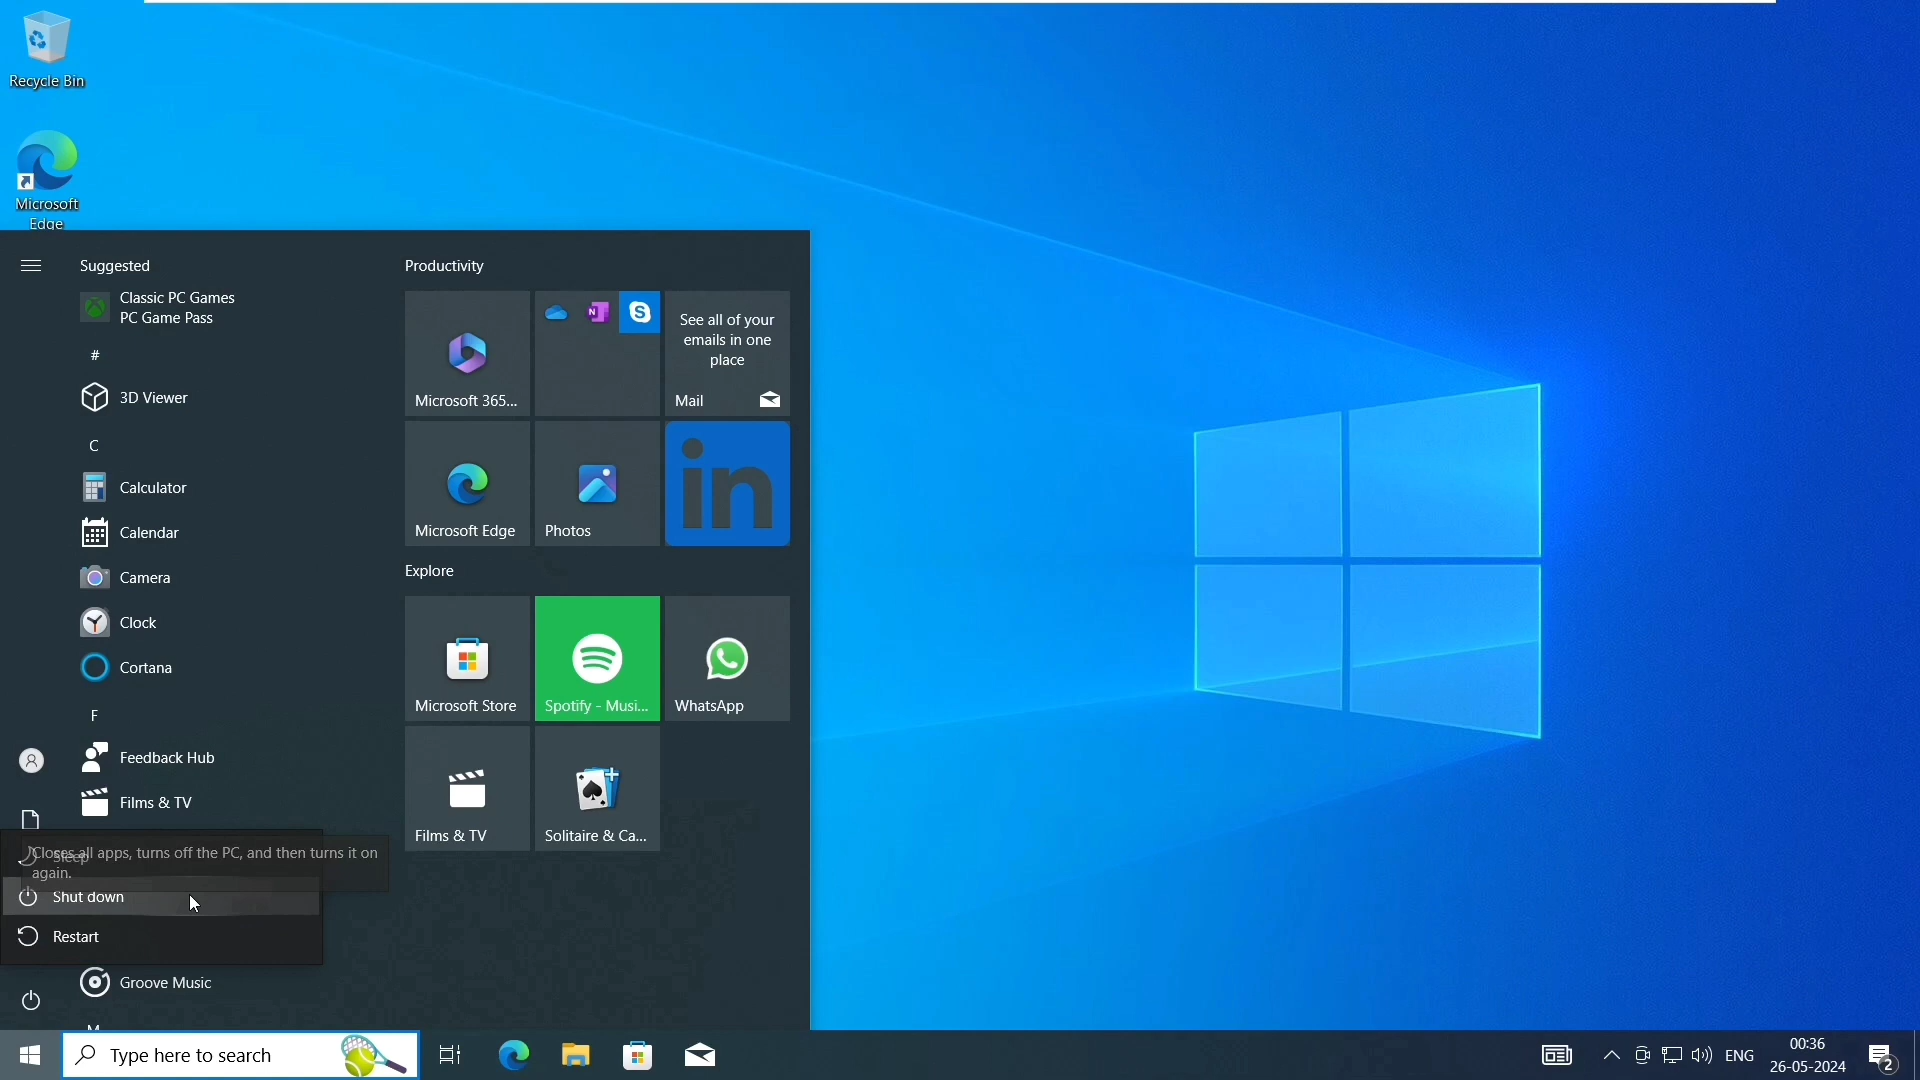 Recycle Bin
Microsoft
Edge
Suggested
Classic PC Games
PC Game Pass
#
3D Viewer
C
Calculator
Calendar
Camera
Clock
Cortana
F
Feedback Hub
Films & TV
Closes all apps, turns off the PC, and then turns it on
again.
Sleep
Shut down
Restart
Groove Music
M
Productivity
Microsoft 365...
N
S
See all of your
emails in one
place
Mail
Microsoft Edge
Photos
in
Explore
Microsoft Store
Spotify - Musi...
WhatsApp
Films & TV
Solitaire & Ca...
Type here to search
ENG
00:36
26-05-2024
2